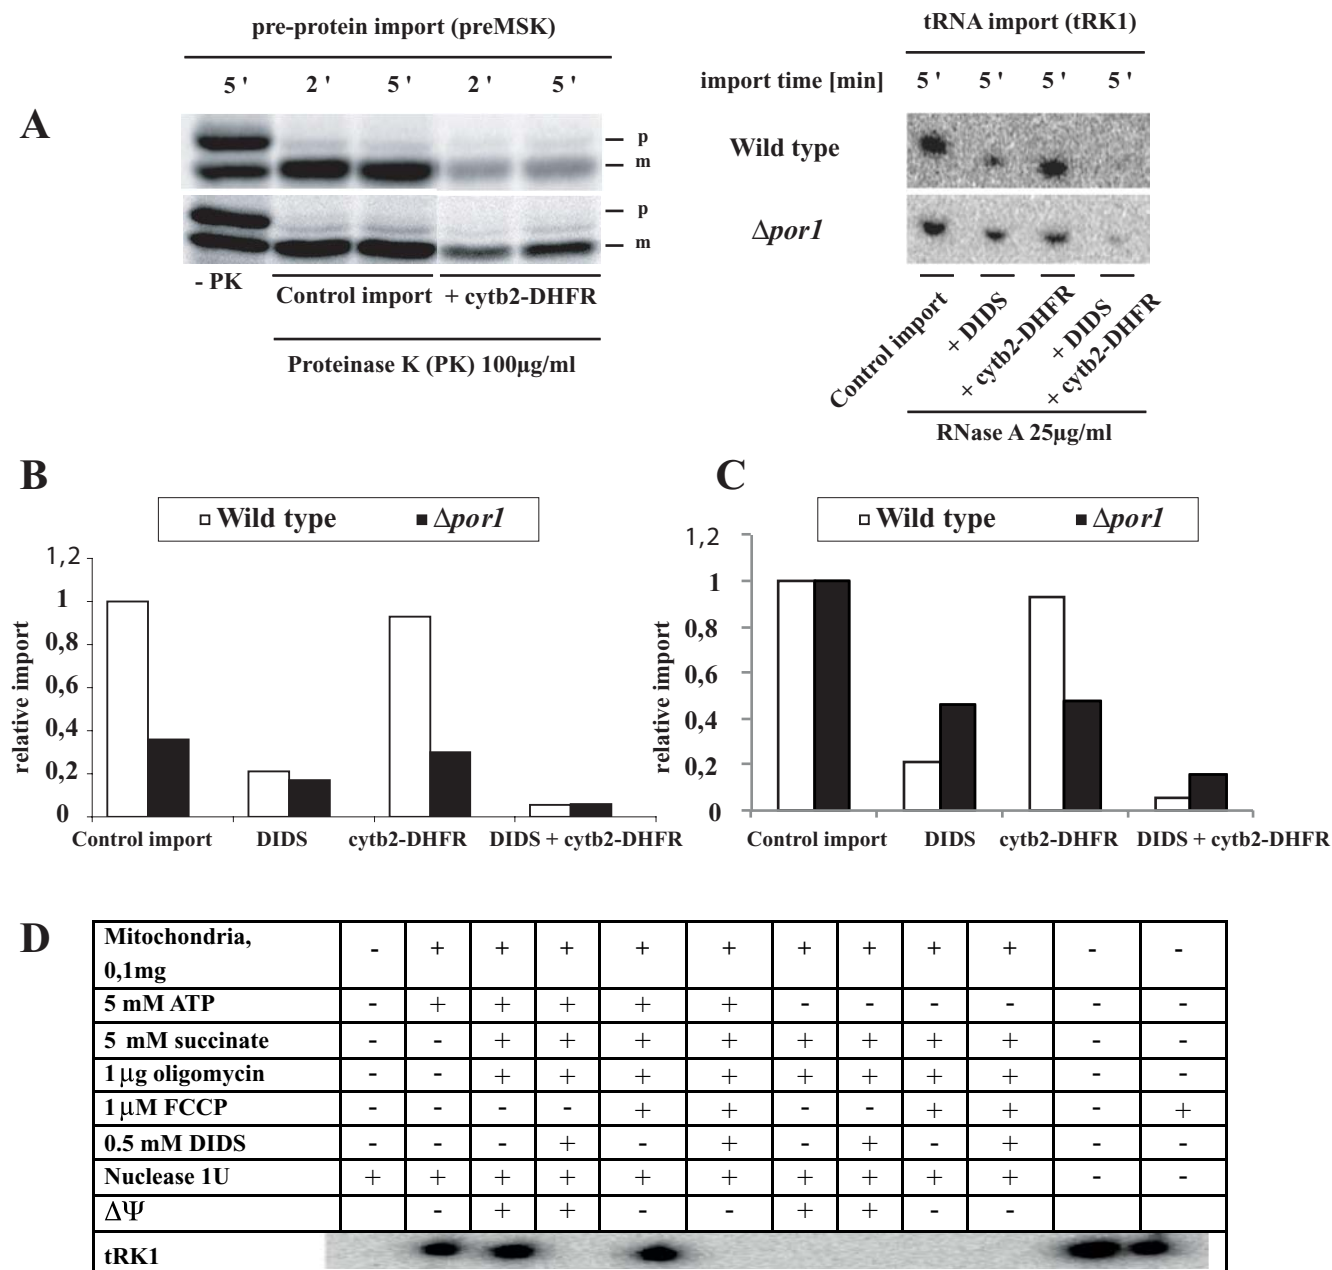 pre-protein import (preMSK)
5' 2' 5' 2' 5'
A
p
m
p
m
- PK
Control import + cytb2-DHFR
Proteinase K (PK) 100µg/ml
tRNA import (tRK1)
import time [min] 5' 5' 5' 5'
Wild type
Δpor1
Control import
+ DIDS
+ cytb2-DHFR
+ DIDS
+ cytb2-DHFR
RNase A 25µg/ml
B
Wild type Δpor1
relative import
1,2
1
0,8
0,6
0,4
0,2
0
Control import DIDS cytb2-DHFR DIDS + cytb2-DHFR
C
Wild type Δpor1
relative import
1,2
1
0,8
0,6
0,4
0,2
0
Control import DIDS cytb2-DHFR DIDS + cytb2-DHFR
D
Mitochondria, 
0,1mg - + + + + + + + + + - -
5 mM ATP - + + + + + - - - - - -
5 mM succinate - - + + + + + + + + - -
1 µg oligomycin - - + + + + + + + + - -
1 µM FCCP - - - - + + - - + + - +
0.5 mM DIDS - - - + - + - + - + - -
Nuclease 1U + + + + + + + + + + - -
ΔΨ - + + - - + + - -
tRK1